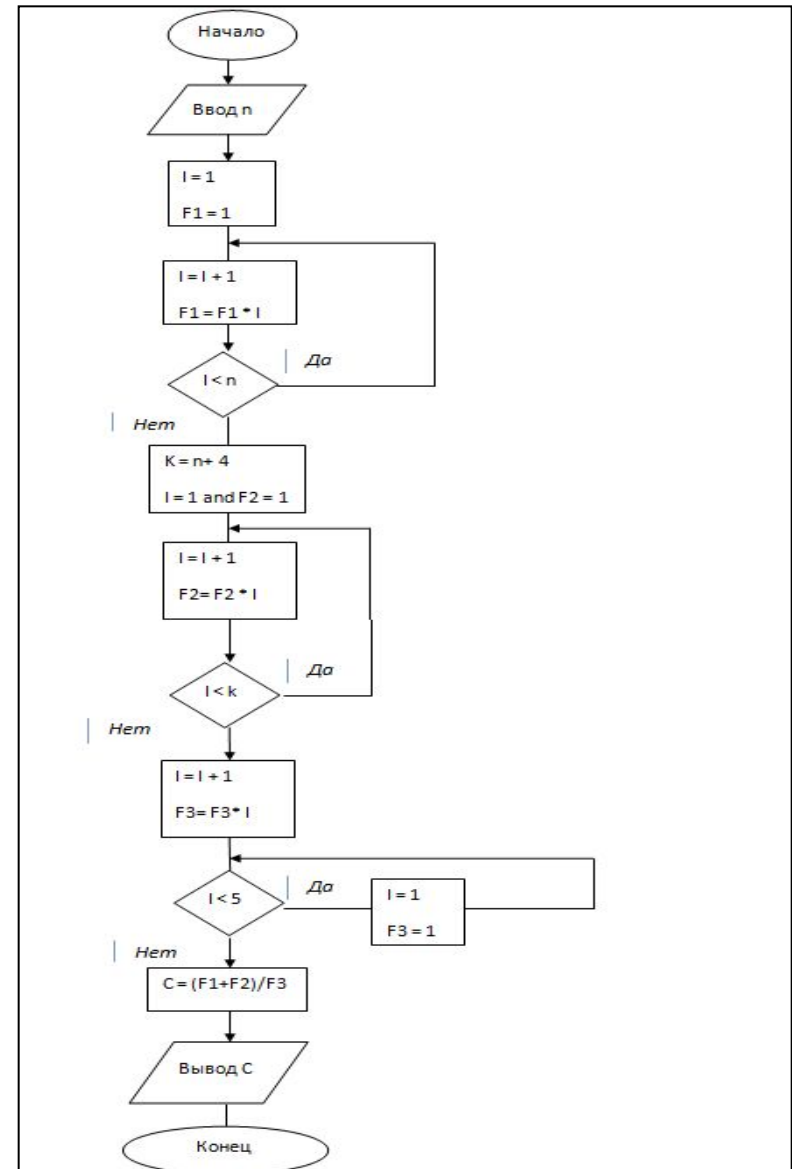 Начало
Ввод n
I = 1
F1 = 1
I = I + 1
F1 = F1 * I
Да
I < n
Нет
K = n+ 4
I = 1 and F2 = 1
I = I + 1
F2= F2 * I
Да
I < k
Нет
I = I + 1
F3= F3* I
Да
I < 5
I = 1
F3 = 1
Нет
C = (F1+F2)/F3
Вывод C
Конец